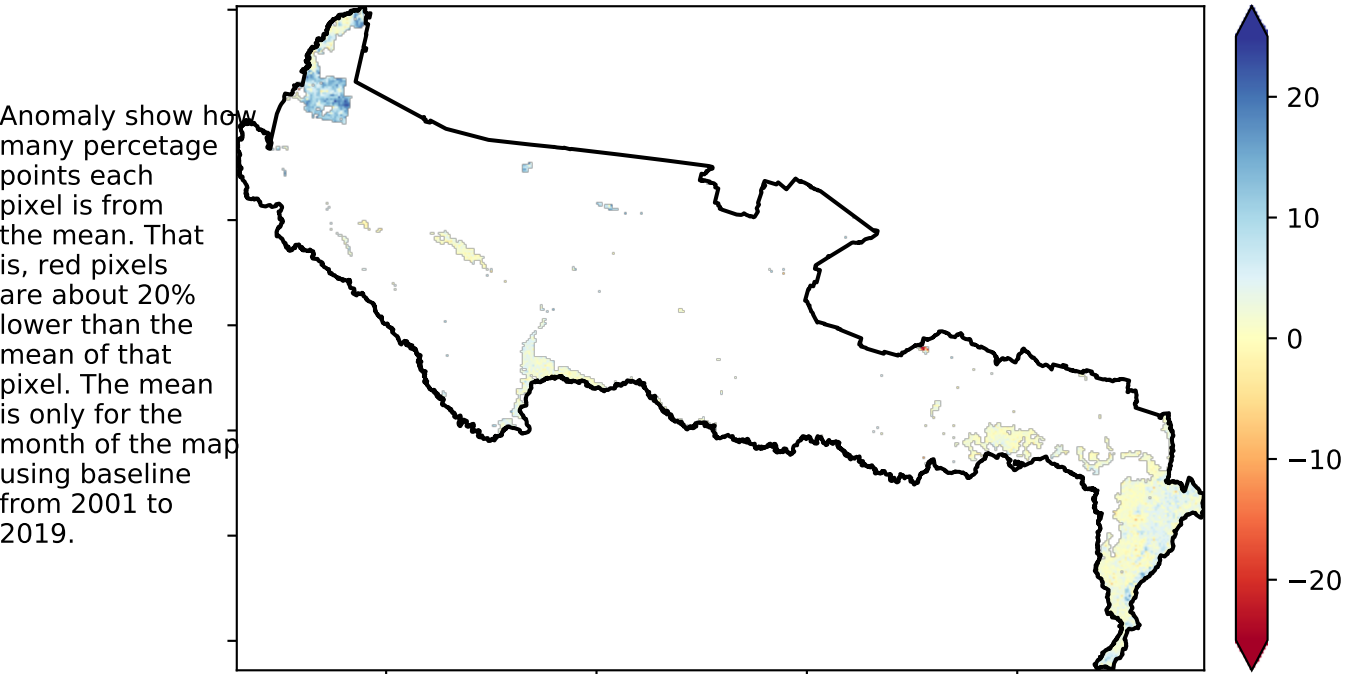 Anomaly show how
many percetage
points each
pixel is from
the mean. That
is, red pixels
are about 20%
lower than the
mean of that
pixel. The mean
is only for the
month of the map
using baseline
from 2001 to
2019.
20
10
0
−10
−20